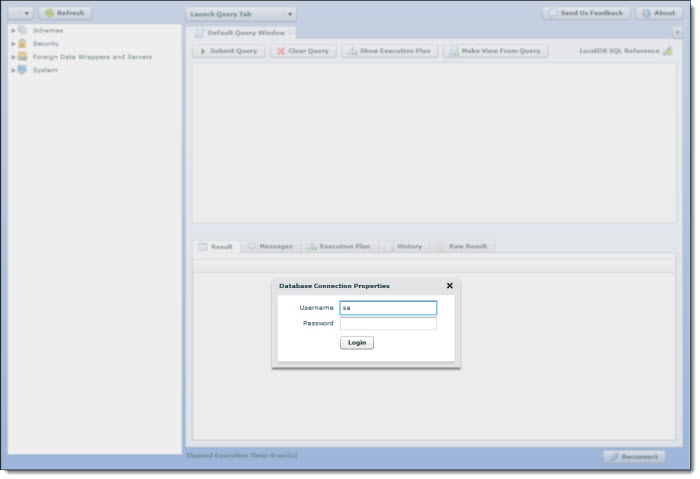 Refresh
Launch Query Tab
Send Us Feedback
About
Schemas
Security
Foreign Data Wrappers and Servers
System
Default Query Window
Submit Query
Clear Query
Show Execution Plan
Make View From Query
LucidDB SQL Reference
Result
Messages
Execution Plan
History
Raw Result
Database Connection Properties
Username
sa
Password
Login
Elapsed Execution Time: 0 sec(s)
Reconnect